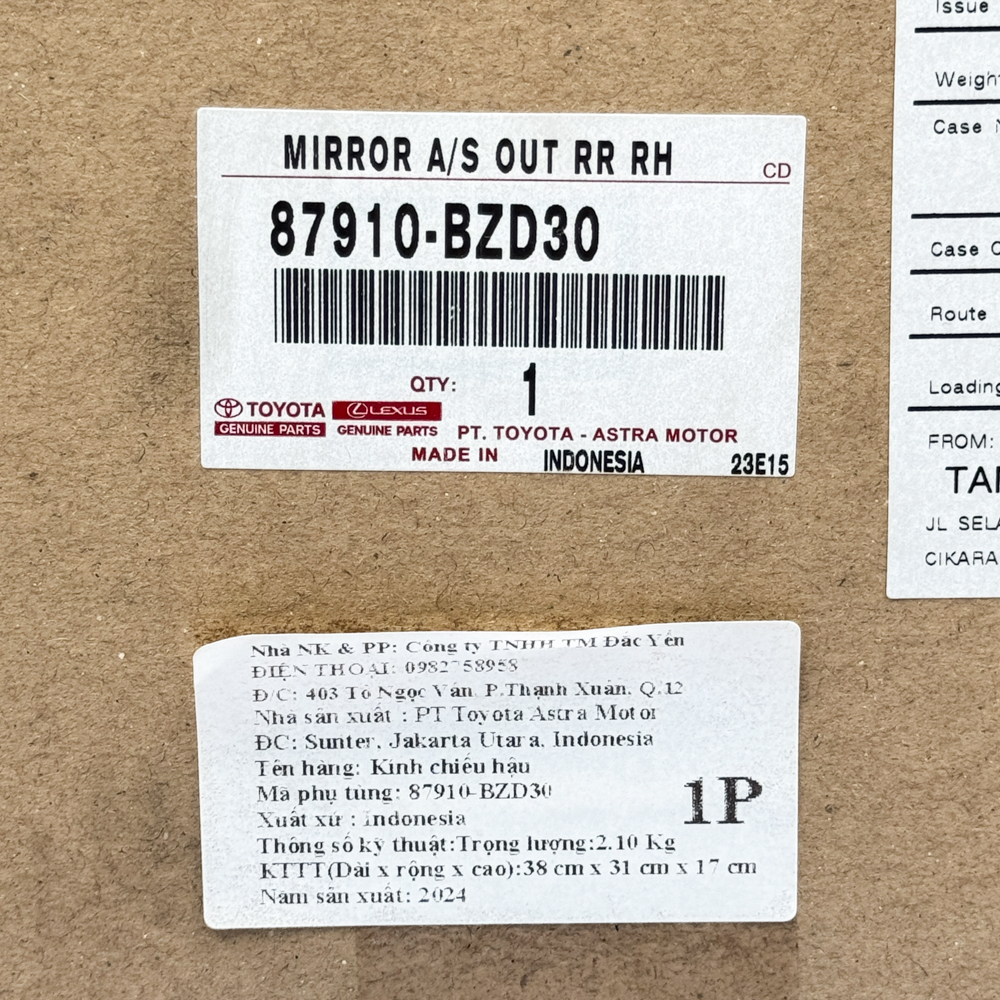 MIRROR A/S OUT RR RH
CD
87910-BZD30
QTY: 1
TOYOTA LEXUS
GENUINE PARTS GENUINE PARTS PT. TOYOTA - ASTRA MOTOR
MADE IN INDONESIA 23E15
Nhà NK & PP: Công ty TNHH TM Đắc Yến
ĐIỆN THOẠI:
Đ/C: 403 Tô Ngọc Vân, P.Thạnh Xuân, Q.12
Nhà sản xuất : PT Toyota Astra Motor
ĐC: Sunter, Jakarta Utara, Indonesia
Tên hàng: Kính chiếu hậu
Mã phụ tùng: 87910-BZD30
1P
Xuất xứ : Indonesia
Thông số kỹ thuật:Trọng lượng:2.10 Kg
KTTT(Dài x rộng x cao):38 cm x 31 cm x 17 cm
Năm sản xuất: 2024
Issue
Weight
Case
Case
Route
Loading
FROM:
JL